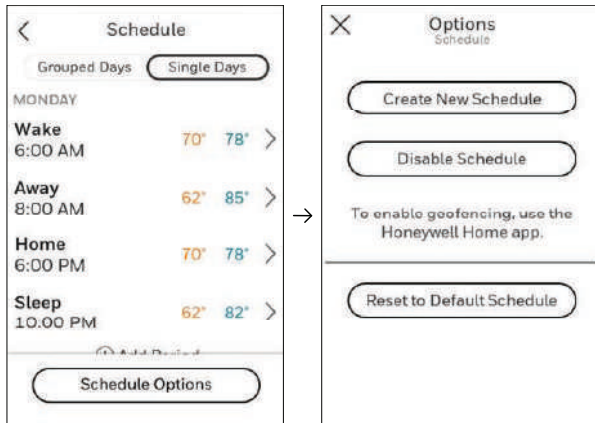 Schedule
Grouped Days Single Days
MONDAY
Wake
6:00 AM 70° 78°
Away
8:00 AM 62° 85°
Home
6:00 PM 70° 78°
Sleep
10:00 PM 62° 82°
Add Period
Schedule Options
Options
Schedule
Create New Schedule
Disable Schedule
To enable geofencing, use the
Honeywell Home app.
Reset to Default Schedule